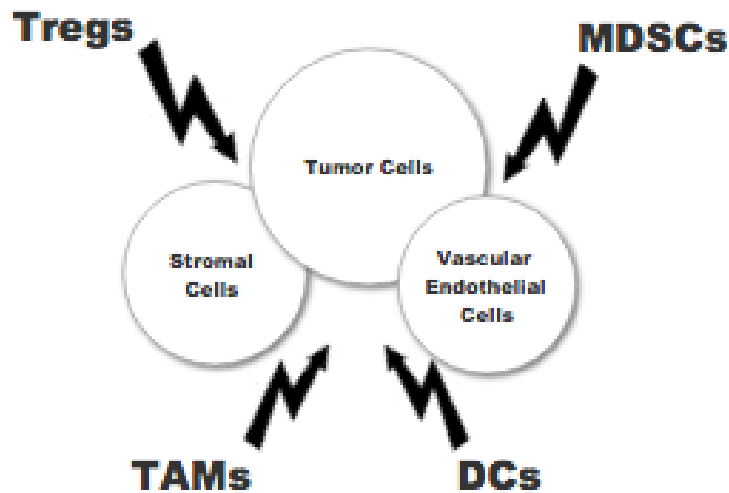 Tregs
MDSCs
Tumor Cells
Stromal
Cells
Vascular
Endothelial
Cells
TAMs
DCs